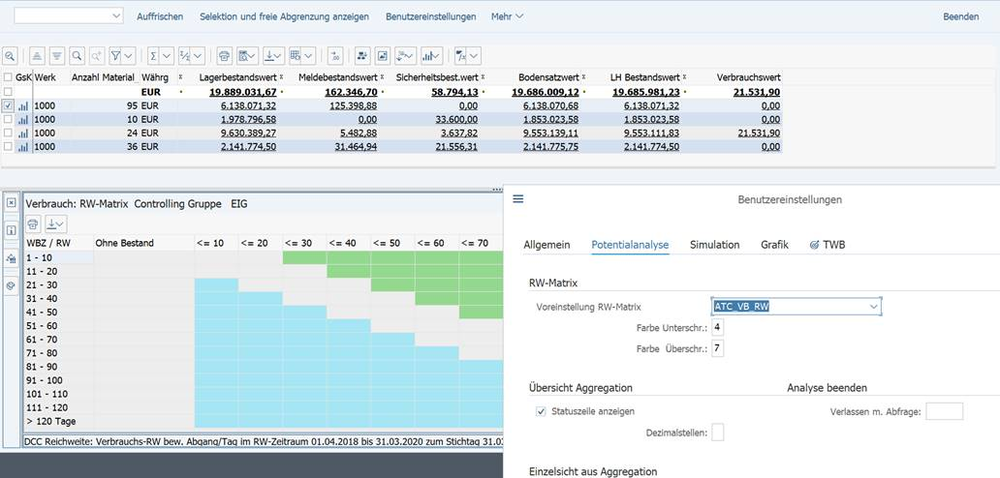 Auffrischen Selektion und freie Abgrenzung anzeigen Benutzereinstellungen Mehr Beenden
GsK Werk Anzahl Material Währg Σ Lagerbestandswert Σ Meldebestandswert Σ Sicherheitsbest.wert Σ Bodensatzwert Σ LH Bestandswert Σ Verbrauchswert
EUR 19.889.031,67 162.346,70 58.794,13 19.686.009,12 19.685.981,23 21.531,90
1000 95 EUR 6.138.071,32 125.398,88 0,00 6.138.070,68 6.138.071,32 0,00
1000 10 EUR 1.978.796,58 0,00 33.600,00 1.853.023,58 1.853.023,58 0,00
1000 24 EUR 9.630.389,27 5.482,88 3.637,82 9.553.139,11 9.553.111,83 21.531,90
1000 36 EUR 2.141.774,50 31.464,94 21.556,31 2.141.775,75 2.141.774,50 0,00
Verbrauch: RW-Matrix Controlling Gruppe EIG
WBZ / RW Ohne Bestand <= 10 <= 20 <= 30 <= 40 <= 50 <= 60 <= 70
1 - 10
11 - 20
21 - 30
31 - 40
41 - 50
51 - 60
61 - 70
71 - 80
81 - 90
91 - 100
101 - 110
111 - 120
> 120 Tage
DCC Reichweite: Verbrauchs-RW bew. Abgang/Tag im RW-Zeitraum 01.04.2018 bis 31.03.2020 zum Stichtag 31.03
Benutzereinstellungen
Allgemein Potentialanalyse Simulation Grafik TWB
RW-Matrix
Voreinstellung RW-Matrix ATC_VB_RW
Farbe Unterschr.: 4
Farbe Überschr.: 7
Übersicht Aggregation Analyse beenden
Statuszeile anzeigen Verlassen m. Abfrage:
Dezimalstellen:
Einzelsicht aus Aggregation